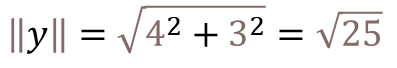 ‖y‖ = √4² + 3² = √25